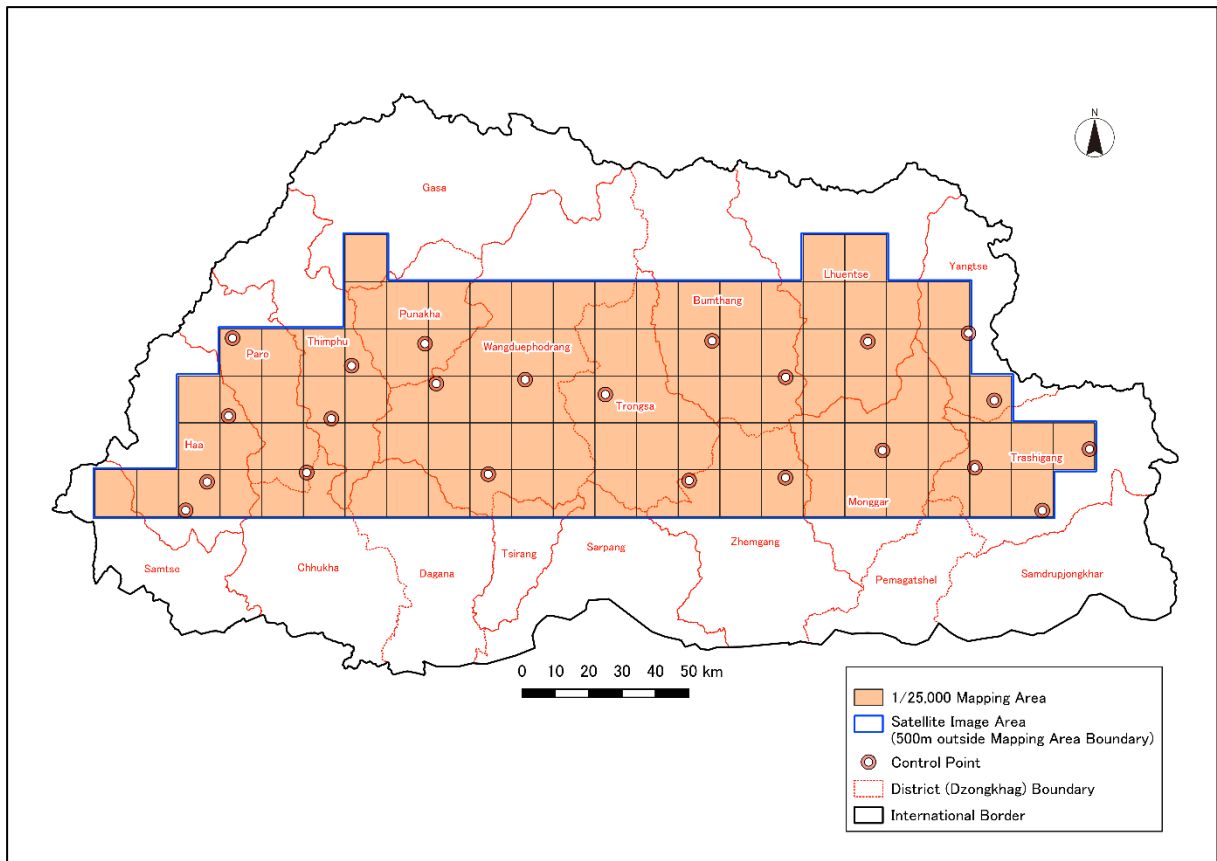 N
Gasa
Yangtse
Lhuentse
Bumthang
Punakha
Thimphu
Wangduephodrang
Paro
Trongsa
Haa
Trashigang
Monggar
Zhemgang
Sarpang
Tsirang
Samtse
Chhukha
Dagana
Pemagatshel
Samdrupjongkhar
0 10 20 30 40 50 km
1/25,000 Mapping Area
Satellite Image Area
(500m outside Mapping Area Boundary)
Control Point
District (Dzongkhag) Boundary
International Border